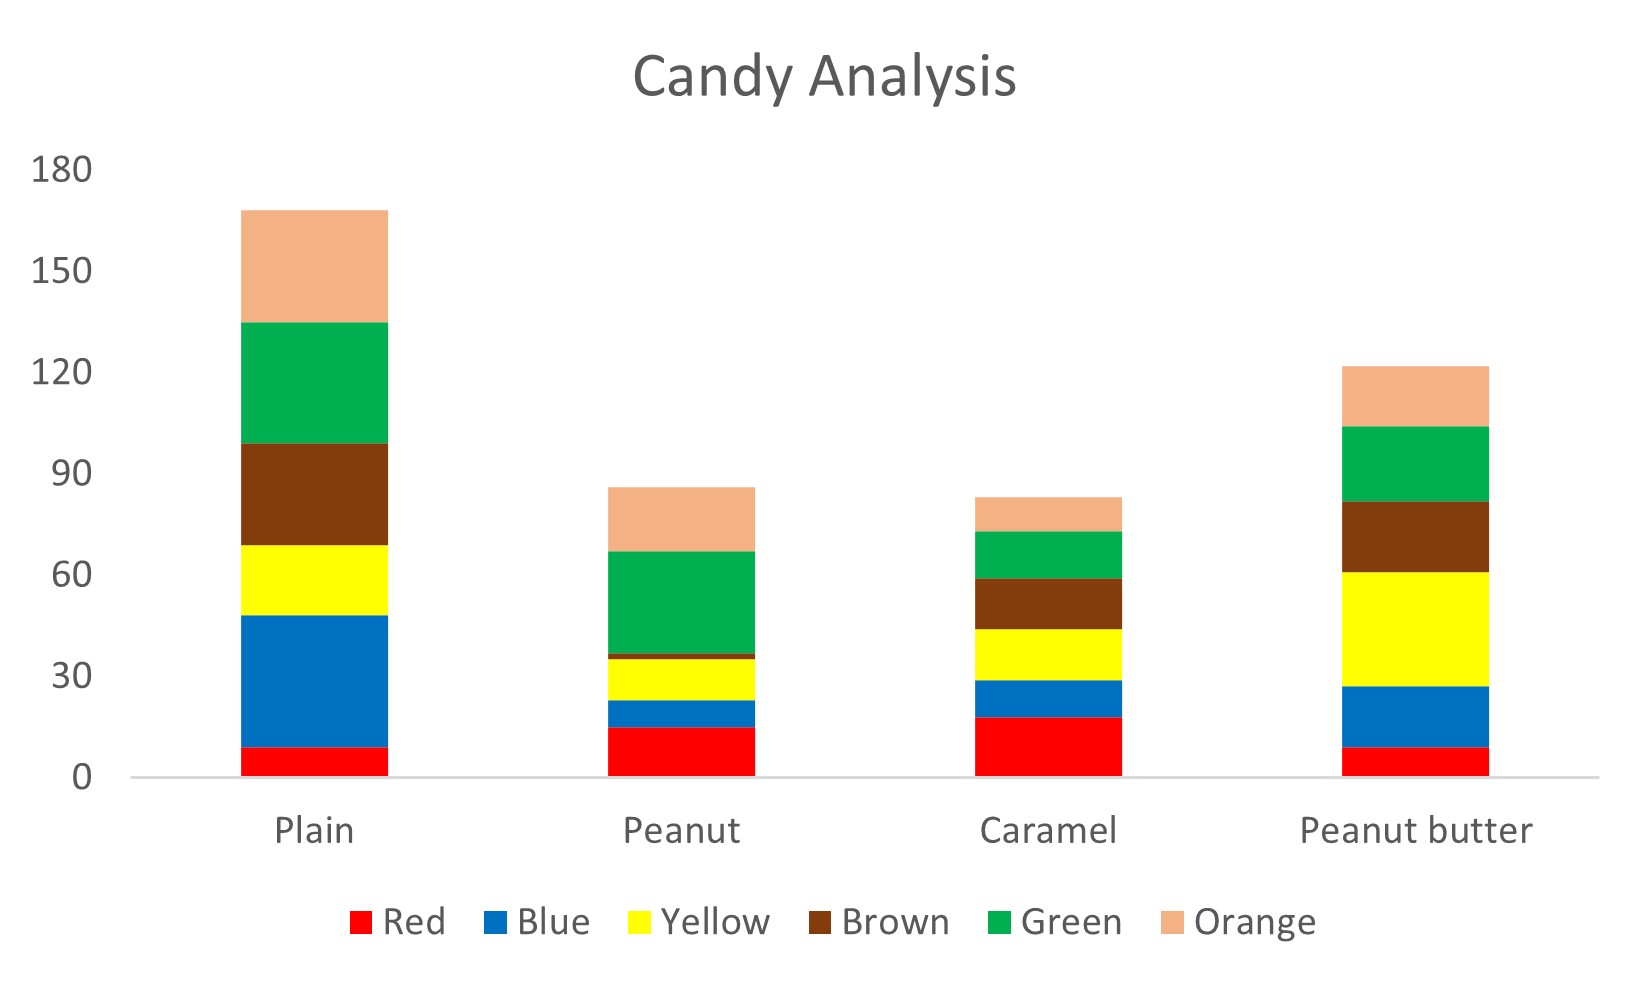 Candy Analysis
180
150
120
90
60
30
0
Plain Peanut Caramel Peanut butter
Red Blue Yellow Brown Green Orange